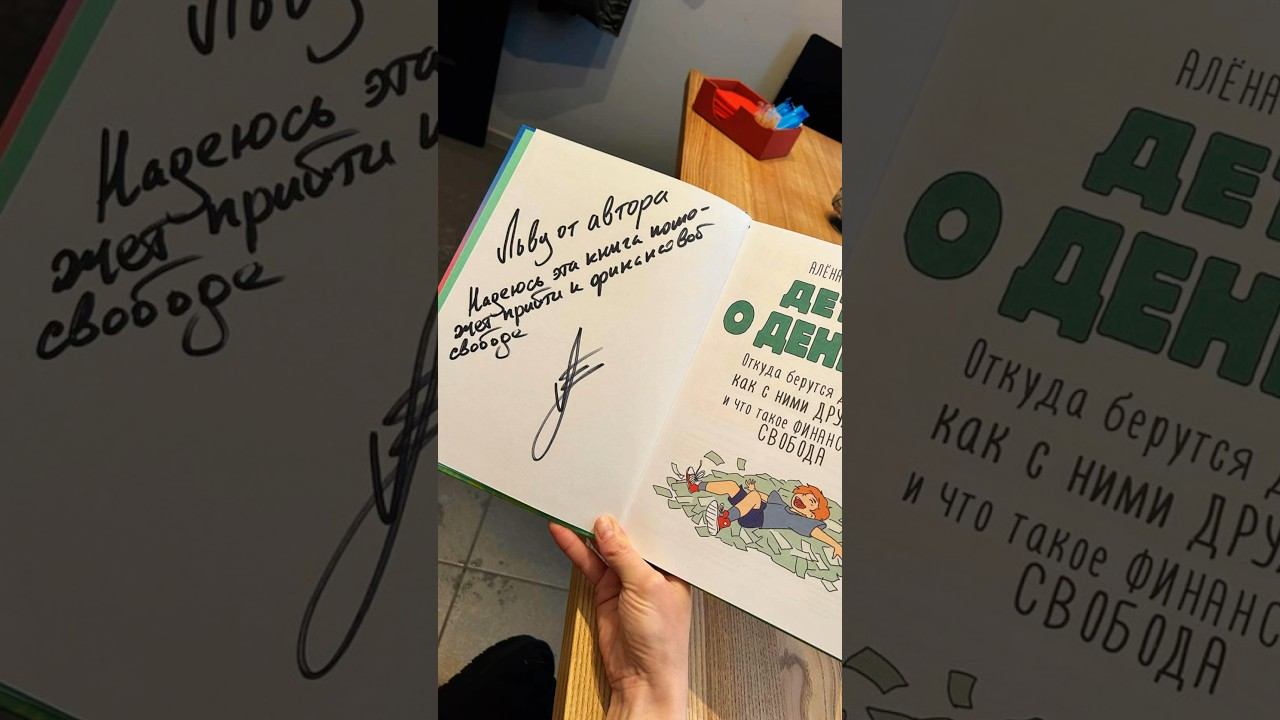 Льву от автора
Надеюсь эта книга помо-
жет прийти к финансовой
свободе
АЛЁНА
ДЕТ
О ДЕН
Откуда берутся
как с ними ДРУ
и что такое ФИНАНС
СВОБОДА